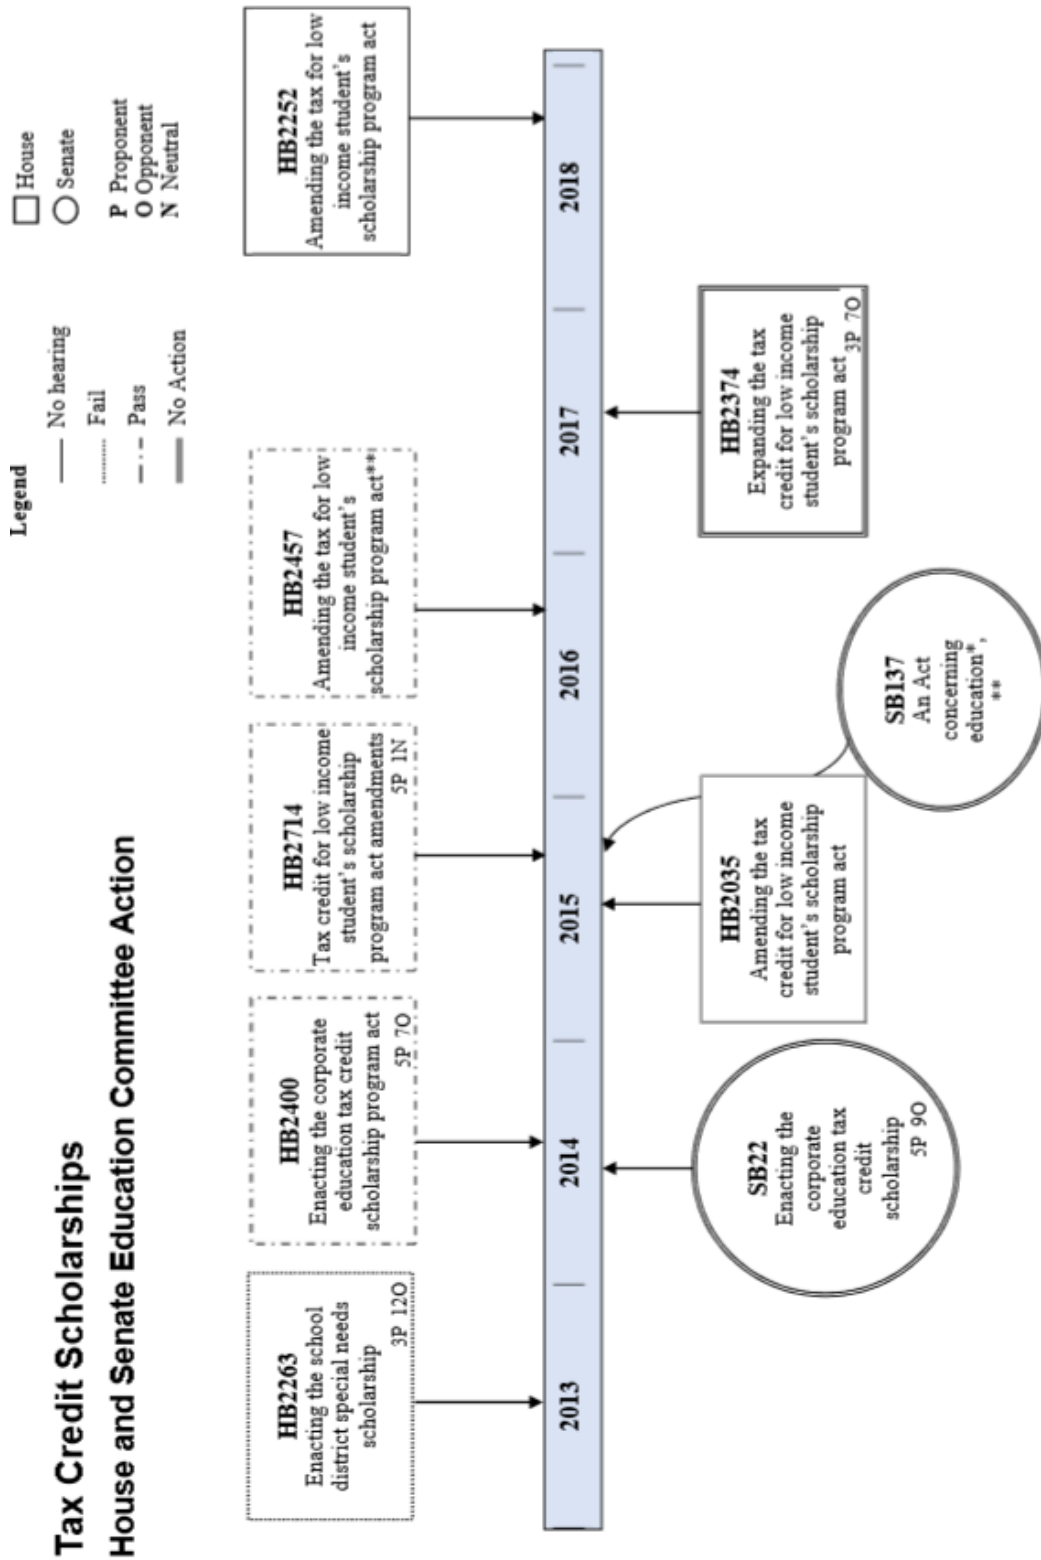 Tax Credit Scholarships
House and Senate Education Committee Action
Legend
No hearing
Fail
Pass
No Action
House
Senate
P Proponent
O Opponent
N Neutral
HB2263
Enacting the school
district special needs
scholarship
3P 12O
HB2400
Enacting the corporate
education tax credit
scholarship program act
5P 7O
HB2714
Tax credit for low income
student's scholarship
program act amendments
5P 1N
HB2457
Amending the tax for low
income student's
scholarship program act**
HB2252
Amending the tax for low
income student's
scholarship program act
2013
2014
2015
2016
2017
2018
SB22
Enacting the
corporate
education tax
credit
scholarship
5P 9O
HB2035
Amending the tax
credit for low income
student's scholarship
program act
SB137
An Act
concerning
education*,
**
HB2374
Expanding the tax
credit for low income
student's scholarship
program act
3P 7O